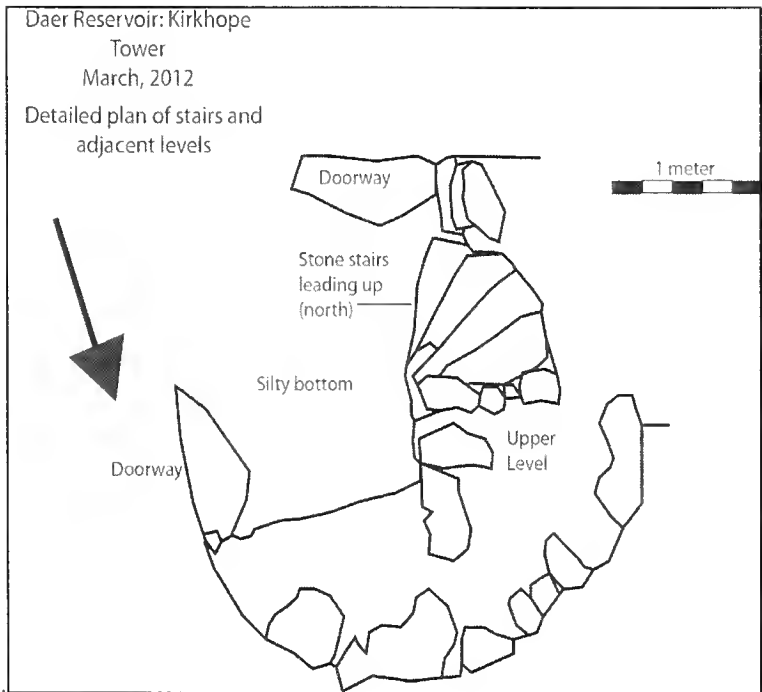 Daer Reservoir: Kirkhope
Tower
March, 2012
Detailed plan of stairs and
adjacent levels
1 meter
Doorway
Stone stairs
leading up
(north)
Silty bottom
Upper
Level
Doorway